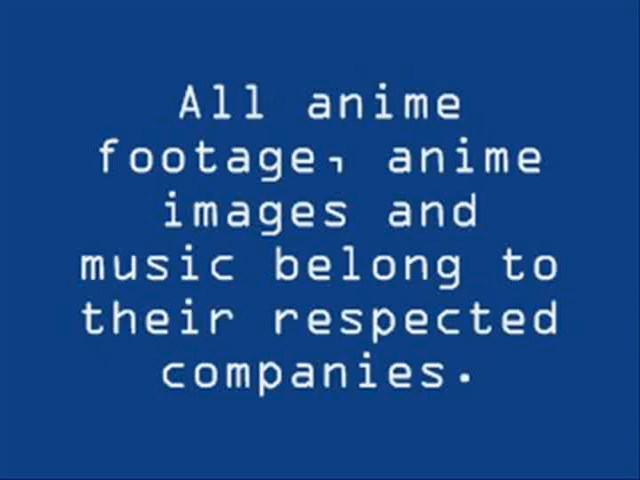 All anime
footage, anime
images and
music belong to
their respected
companies.